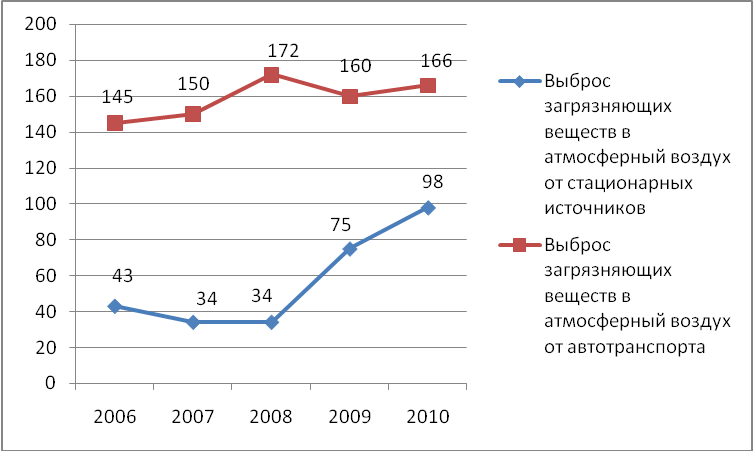 200
180
160
140
120
100
80
60
40
20
0
145
150
172
160
166
43
34
34
75
98
2006
2007
2008
2009
2010
Выброс
загрязняющих
веществ в
атмосферный воздух
от стационарных
источников
Выброс
загрязняющих
веществ в
атмосферный воздух
от автотранспорта